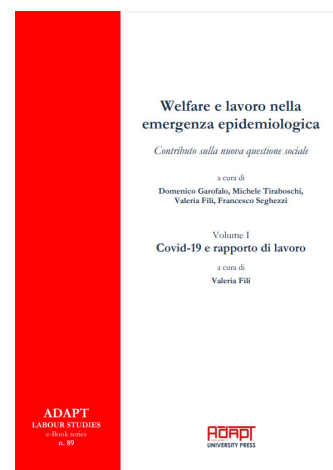 Welfare e lavoro nella
emergenza epidemiologica
Contributo sulla nuova questione sociale
a cura di
Domenico Garofalo, Michele Tiraboschi,
Valeria Filì, Francesco Seghezzi
Volume I
Covid-19 e rapporto di lavoro
a cura di
Valeria Filì
ADAPT
LABOUR STUDIES
e-Book series
n. 89
ADAPT
UNIVERSITY PRESS